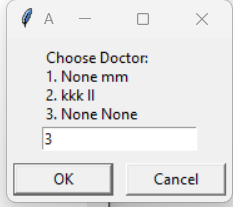 A
Choose Doctor:
1. None mm
2. kkk ll
3. None None
3
OK
Cancel